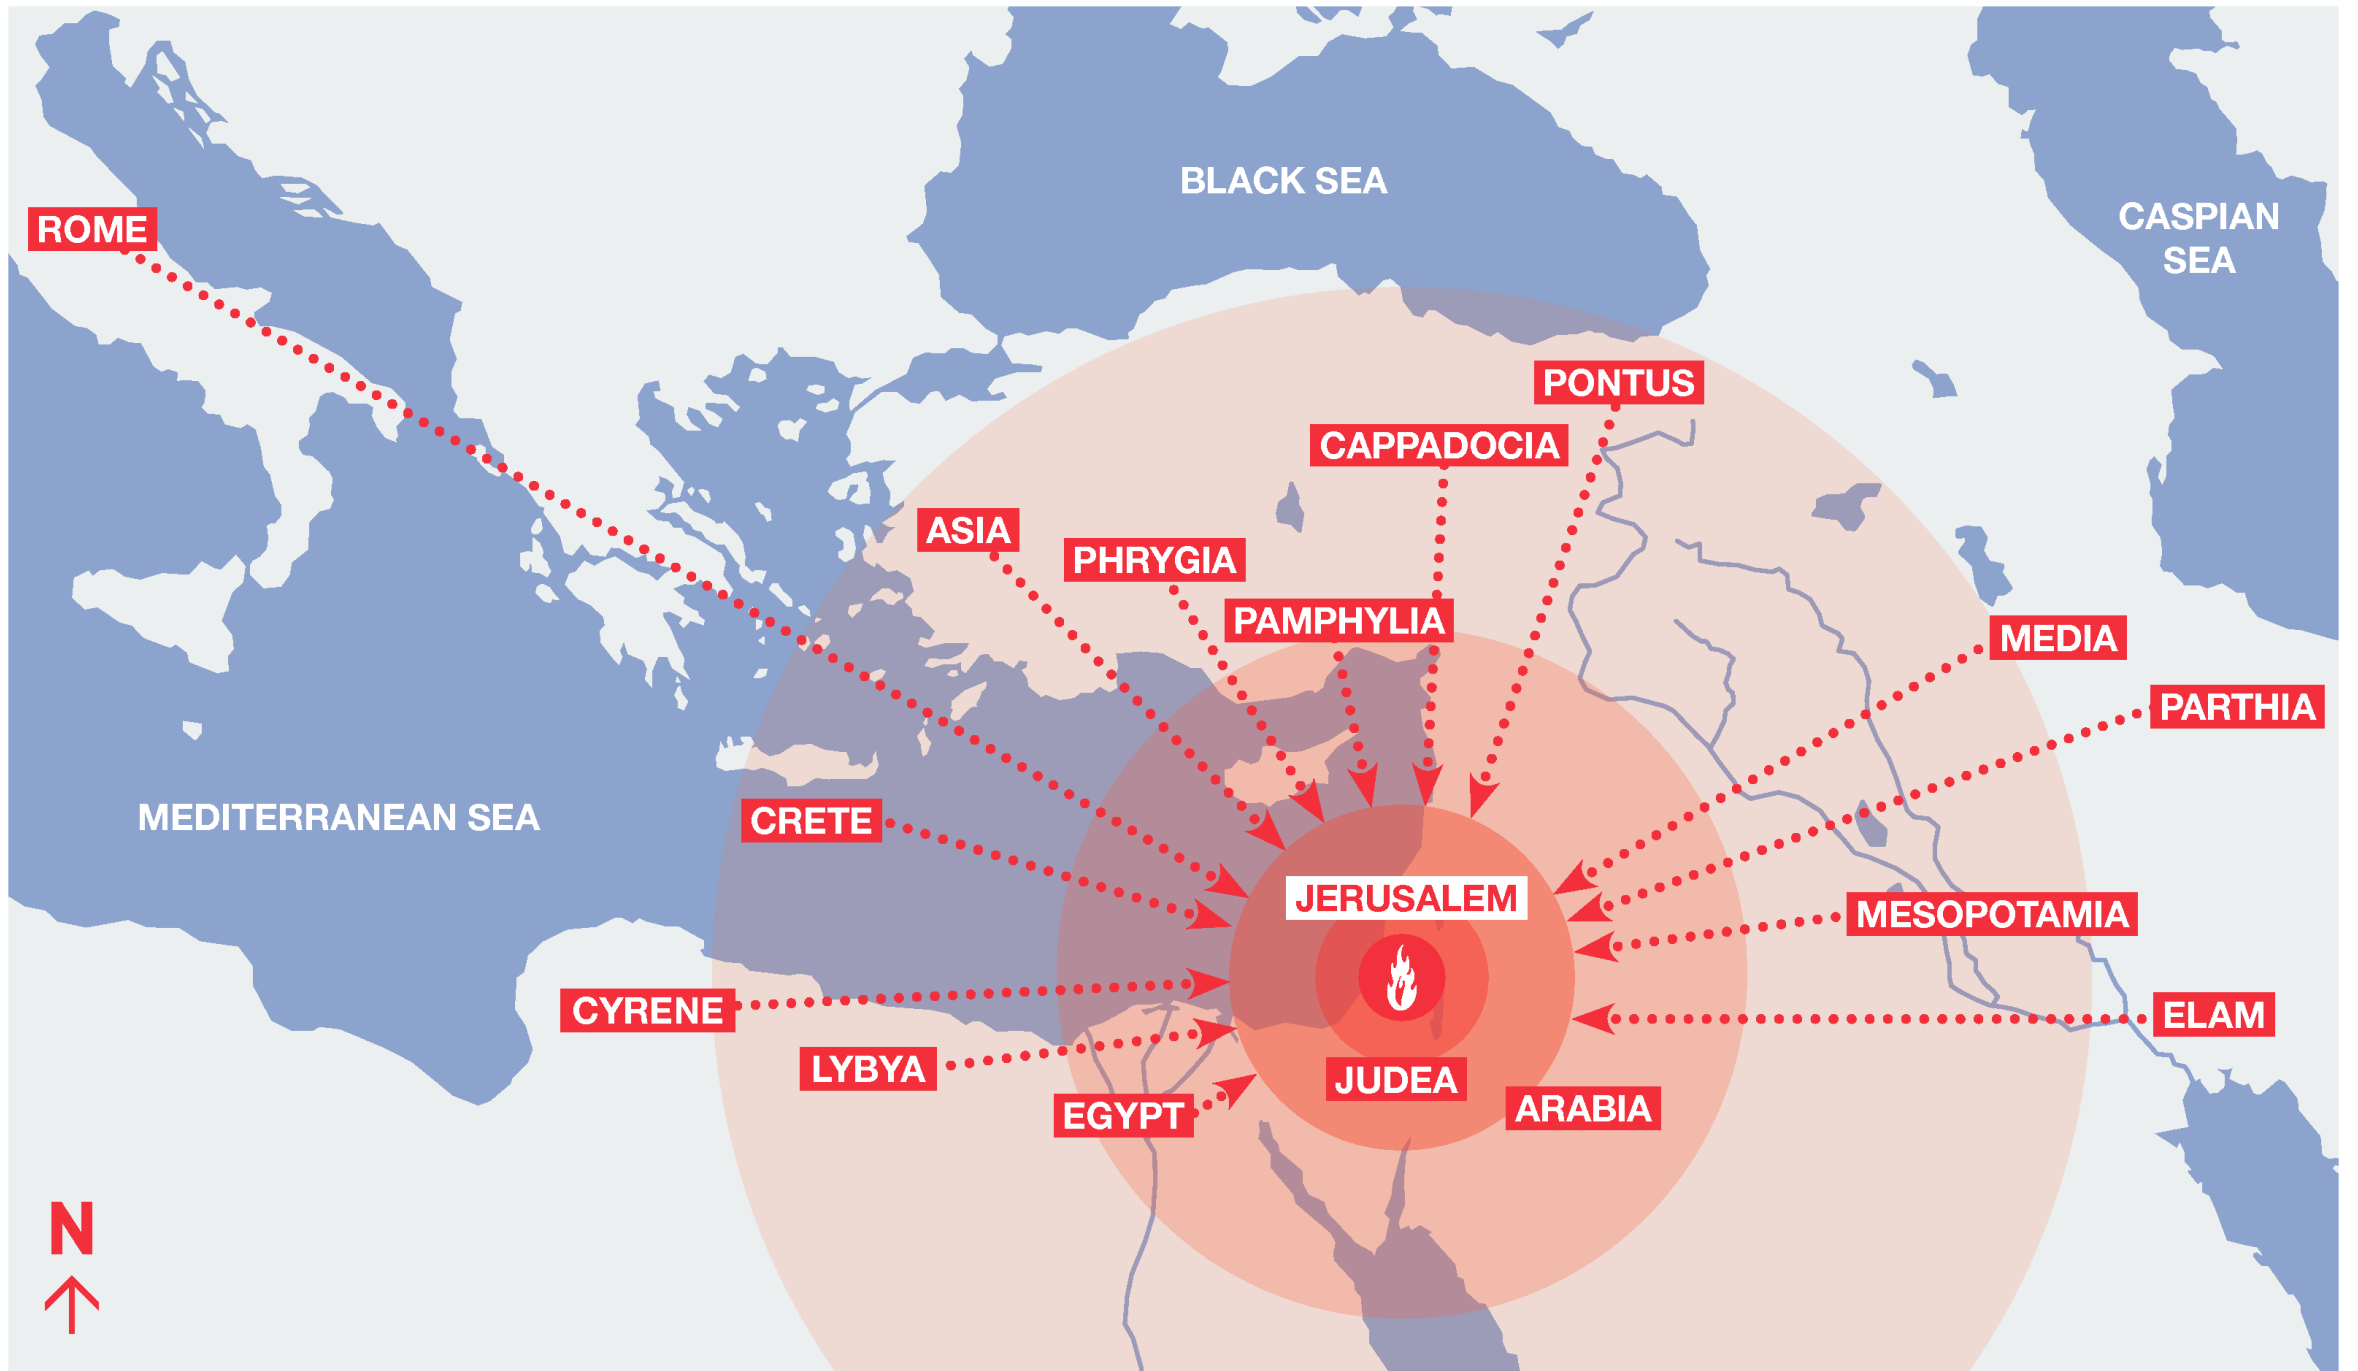 BLACK SEA
CASPIAN
SEA
ROME
PONTUS
CAPPADOCIA
ASIA
PHRYGIA
PAMPHYLIA
MEDIA
PARTHIA
MEDITERRANEAN SEA
CRETE
JERUSALEM
MESOPOTAMIA
CYRENE
ELAM
LYBYA
JUDEA
EGYPT
ARABIA
N